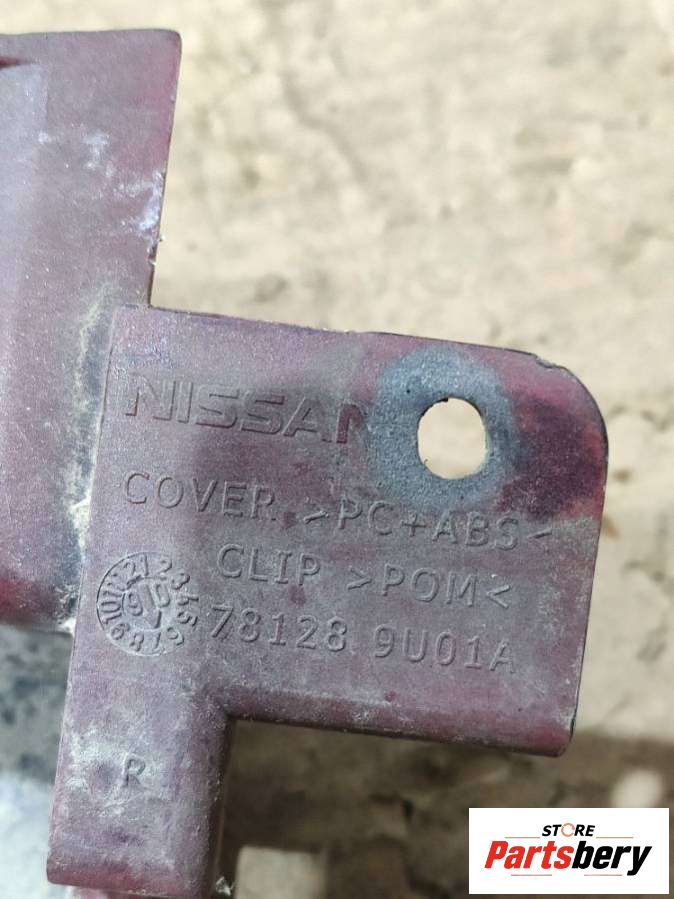 NISSAN
COVER >PC+ABS<
CLIP >POM<
78128 9U01A
R
STORE
Partsbery